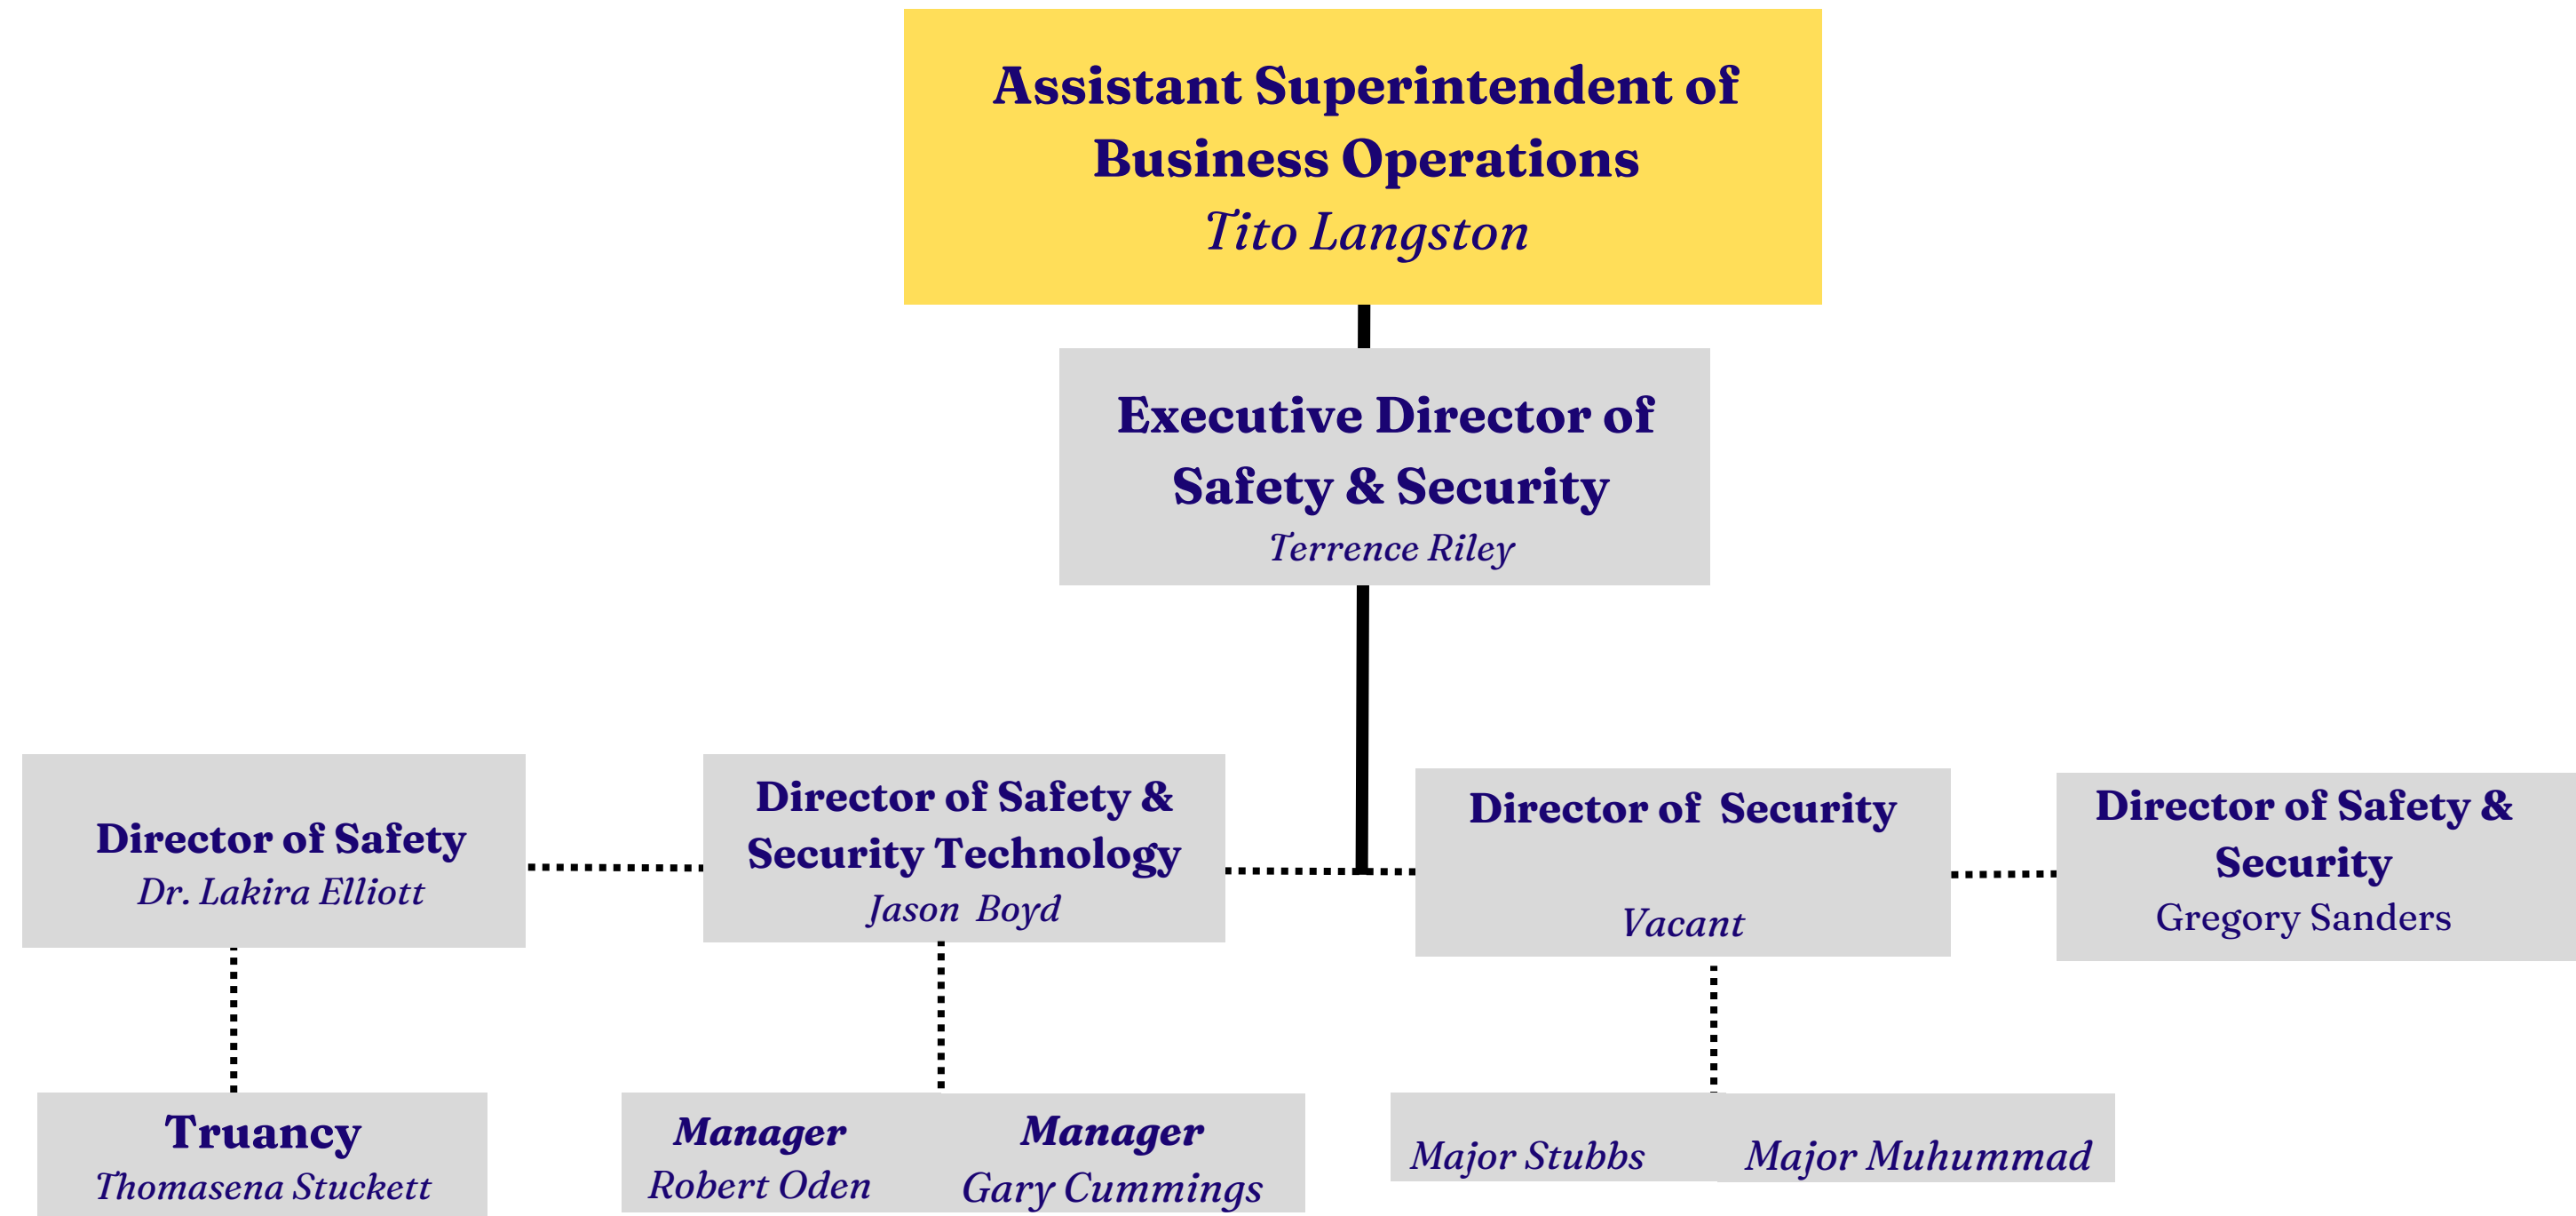 Assistant Superintendent of
Business Operations
Tito Langston
Executive Director of
Safety & Security
Terrence Riley
Director of Safety
Dr. Lakira Elliott
Director of Safety &
Security Technology
Jason Boyd
Director of Security
Vacant
Director of Safety &
Security
Gregory Sanders
Truancy
Thomasena Stuckett
Manager
Robert Oden
Manager
Gary Cummings
Major Stubbs
Major Muhummad